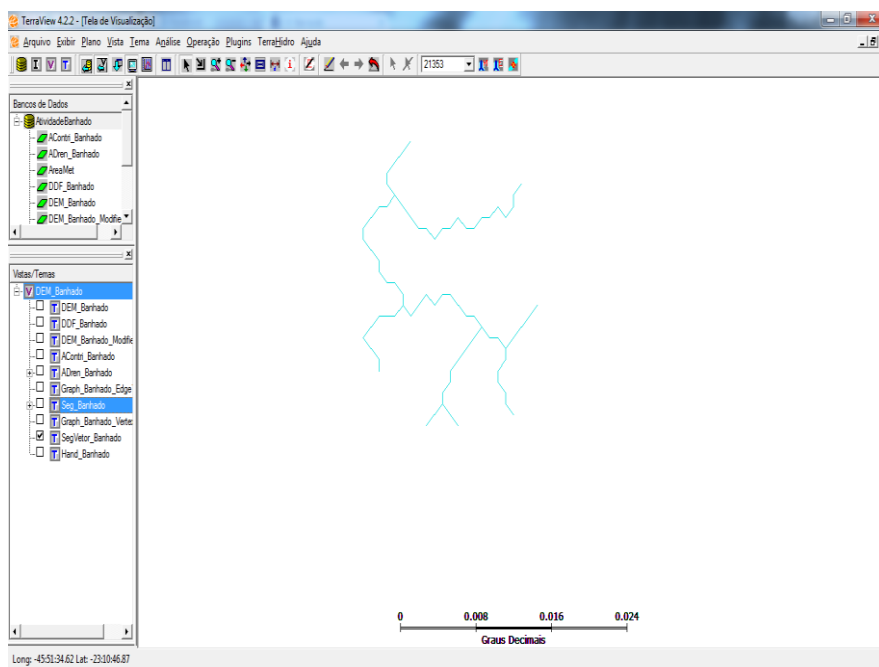 TerraView 4.2.2 - [Tela de Visualização]
Arquivo Exibir Plano Vista Tema Análise Operação Plugins TerraHidro Ajuda
I V T 21353
Bancos de Dados
AtividadeBanhado
AContri_Banhado
ADren_Banhado
AreaMet
DDF_Banhado
DEM_Banhado
DEM_Banhado_Modifie
Vistas/Temas
V DEM_Banhado
T DEM_Banhado
T DDF_Banhado
T DEM_Banhado_Modifie
T AContri_Banhado
T ADren_Banhado
T Graph_Banhado_Edge
T Seg_Banhado
T Graph_Banhado_Vertex
T SegVetor_Banhado
T Hand_Banhado
0 0.008 0.016 0.024
Graus Decimais
Long: -45:51:34.62 Lat: -23:10:46.87